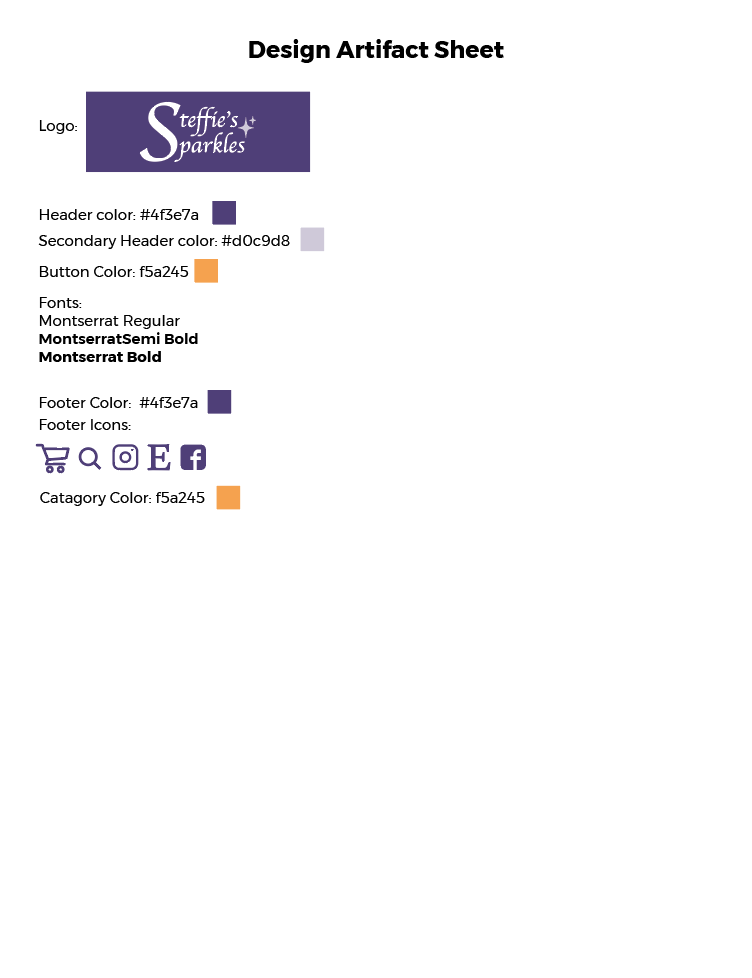 Design Artifact Sheet
Logo:
Steffie's
Sparkles
Header color: #4f3e7a
Secondary Header color: #d0c9d8
Button Color: f5a245
Fonts:
Montserrat Regular
MontserratSemi Bold
Montserrat Bold
Footer Color: #4f3e7a
Footer Icons:
E
Catagory Color: f5a245